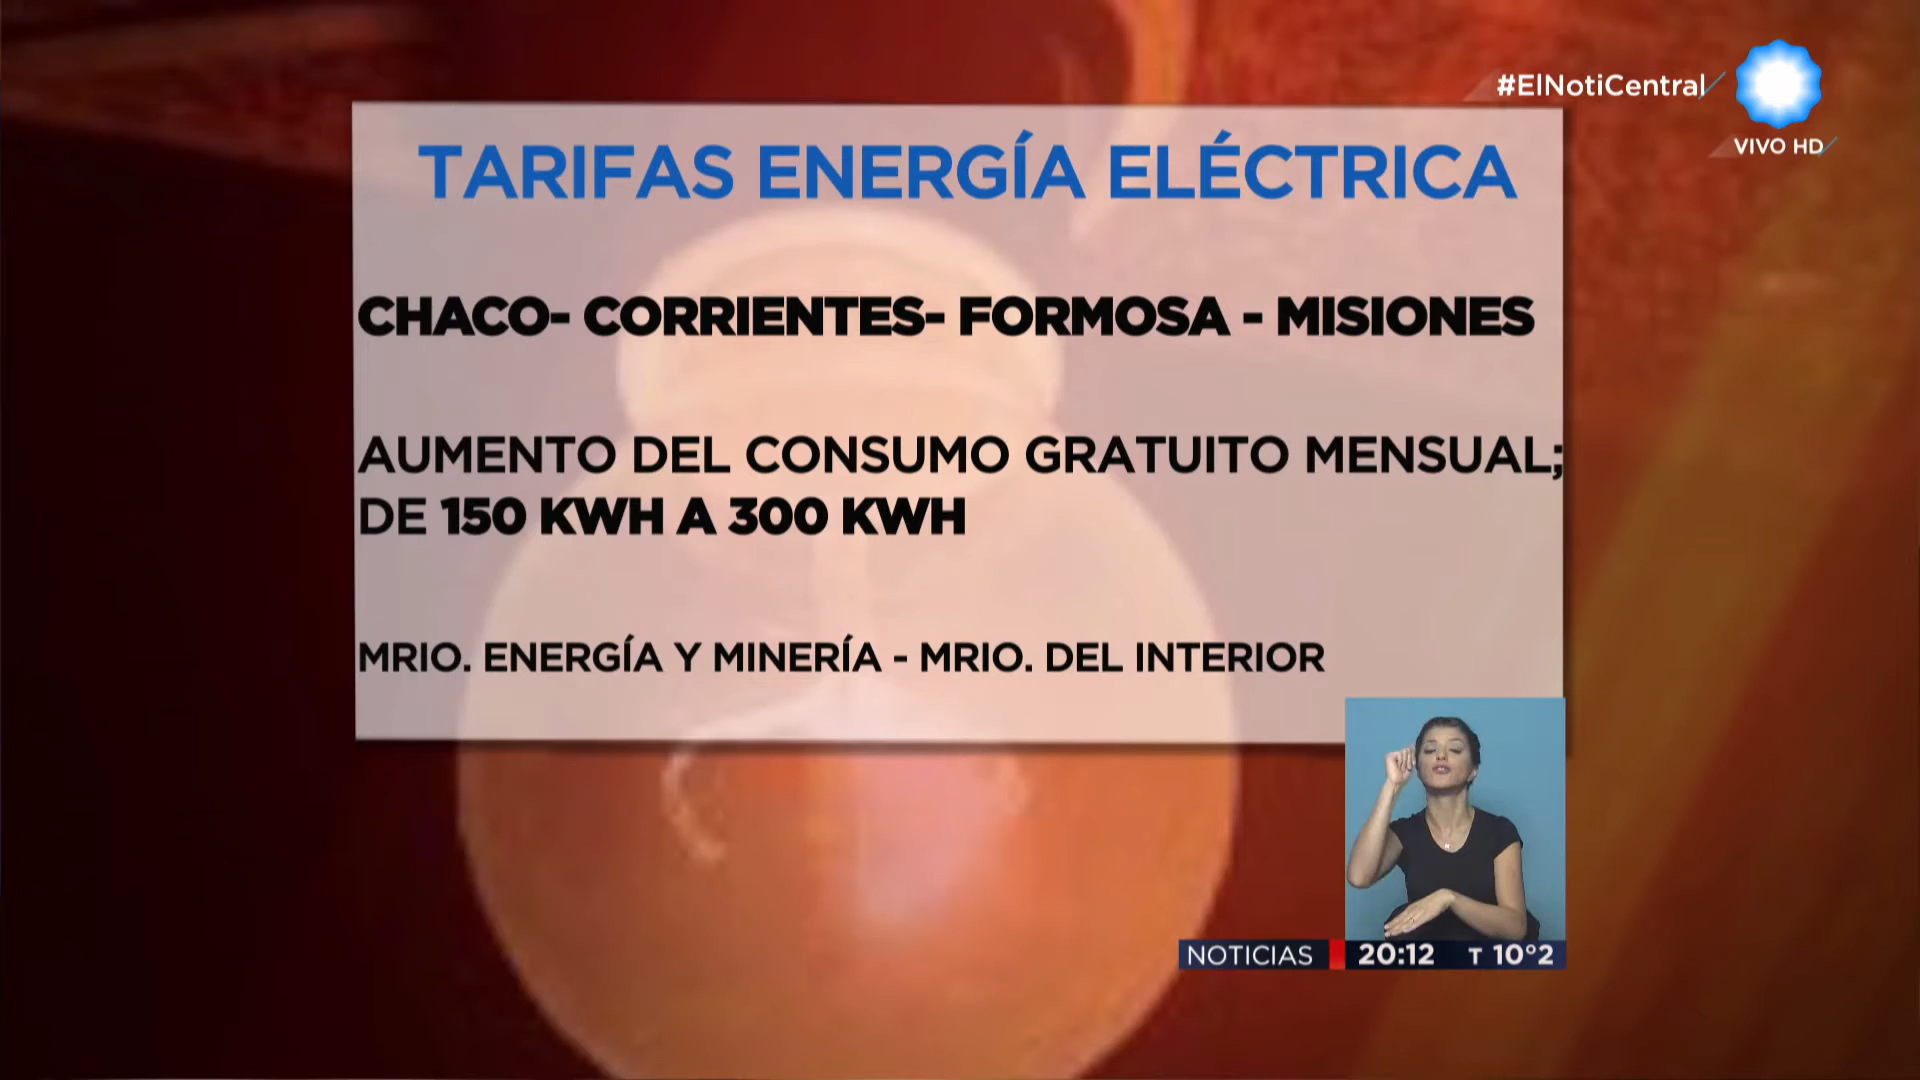 #ElNotiCentral
VIVO HD
TARIFAS ENERGÍA ELÉCTRICA
CHACO- CORRIENTES- FORMOSA - MISIONES
AUMENTO DEL CONSUMO GRATUITO MENSUAL;
DE 150 KWH A 300 KWH
MRIO. ENERGÍA Y MINERÍA - MRIO. DEL INTERIOR
NOTICIAS 20:12 T 10°2